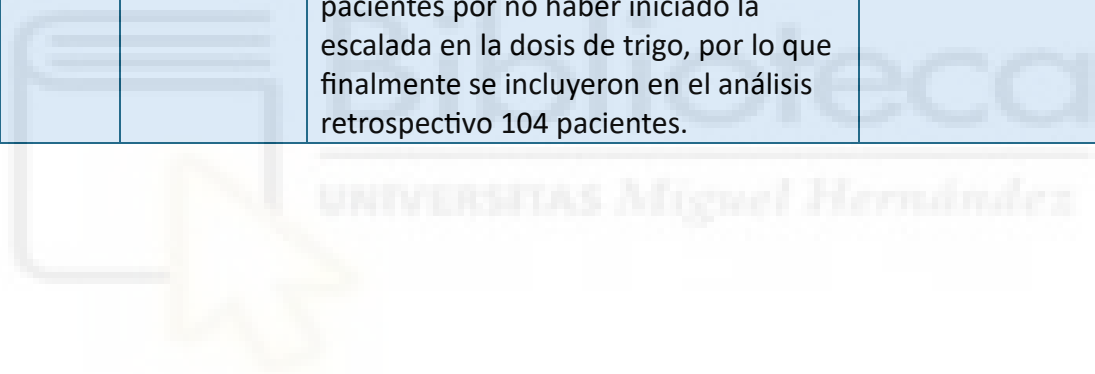 pacientes por no haber iniciado la
escalada en la dosis de trigo, por lo que
finalmente se incluyeron en el análisis
retrospectivo 104 pacientes.
Biblioteca
UNIVERSITAS Miguel Hernández